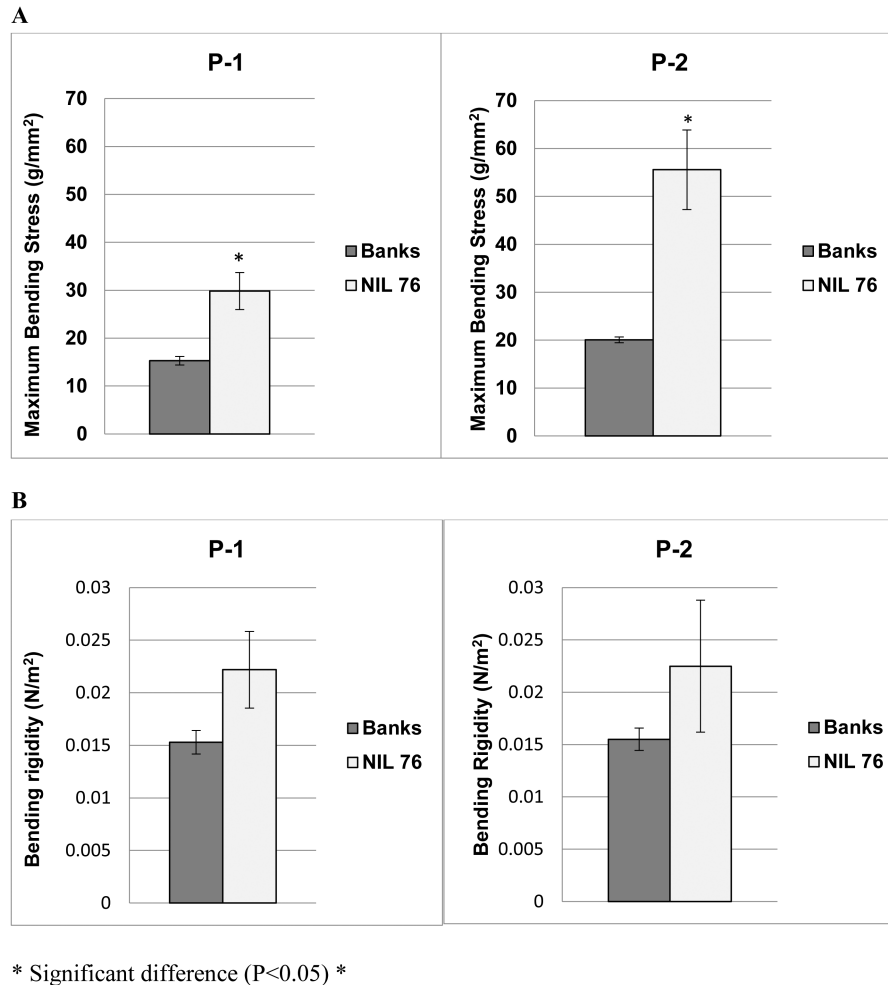 A
P-1
Maximum Bending Stress (g/mm²)
70
60
50
40
30
20
10
0
*
Banks
NIL 76
P-2
Maximum Bending Stress (g/mm²)
70
60
50
40
30
20
10
0
*
Banks
NIL 76
B
P-1
Bending rigidity (N/m²)
0.03
0.025
0.02
0.015
0.01
0.005
0
Banks
NIL 76
P-2
Bending Rigidity (N/m²)
0.03
0.025
0.02
0.015
0.01
0.005
0
Banks
NIL 76
* Significant difference (P<0.05) *